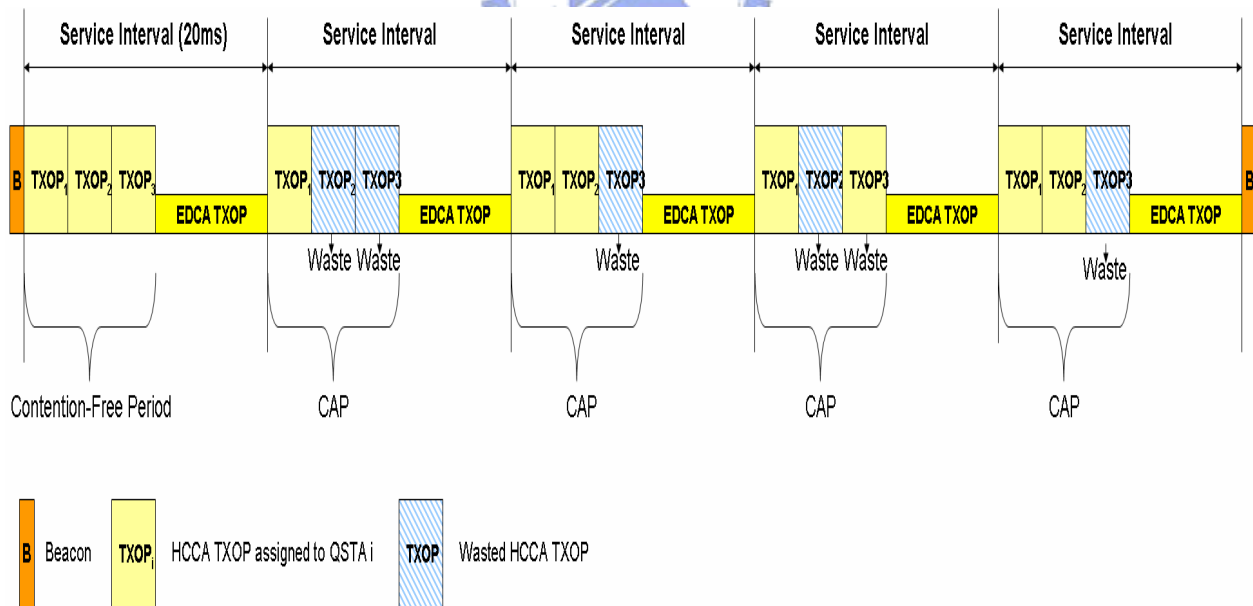 Service Interval (20ms) Service Interval Service Interval Service Interval Service Interval
B TXOP1 TXOP2 TXOP3 TXOP1 TXOP2 TXOP3 TXOP1 TXOP2 TXOP3 TXOP1 TXOP2 TXOP3 TXOP1 TXOP2 TXOP3 B
EDCA TXOP EDCA TXOP EDCA TXOP EDCA TXOP EDCA TXOP
Waste Waste Waste Waste Waste Waste
Contention-Free Period CAP CAP CAP CAP
B Beacon TXOPi HCCA TXOP assigned to QSTA i TXOP Wasted HCCA TXOP